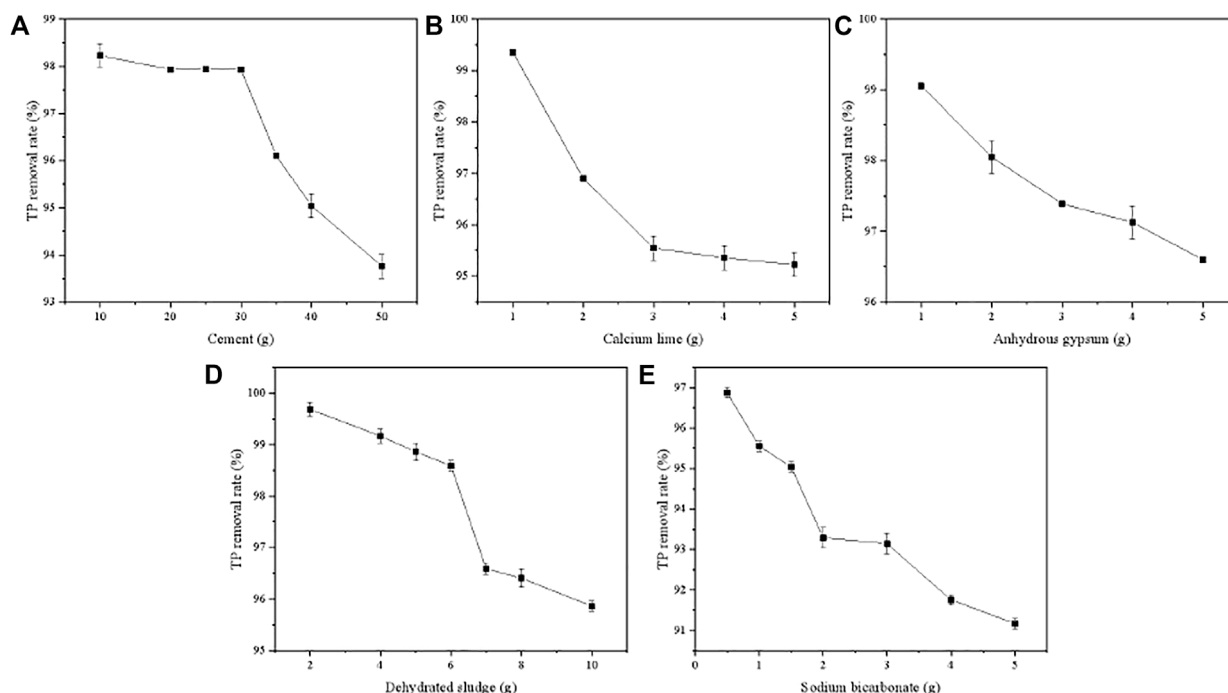 A
99
98
97
96
95
94
93
TP removal rate (%)
10 20 30 40 50
Cement (g)
B
100
99
98
97
96
95
TP removal rate (%)
1 2 3 4 5
Calcium lime (g)
C
100
99
98
97
96
TP removal rate (%)
1 2 3 4 5
Anhydrous gypsum (g)
D
100
99
98
97
96
95
TP removal rate (%)
2 4 6 8 10
Dehydrated sludge (g)
E
97
96
95
94
93
92
91
TP removal rate (%)
0 1 2 3 4 5
Sodium bicarbonate (g)